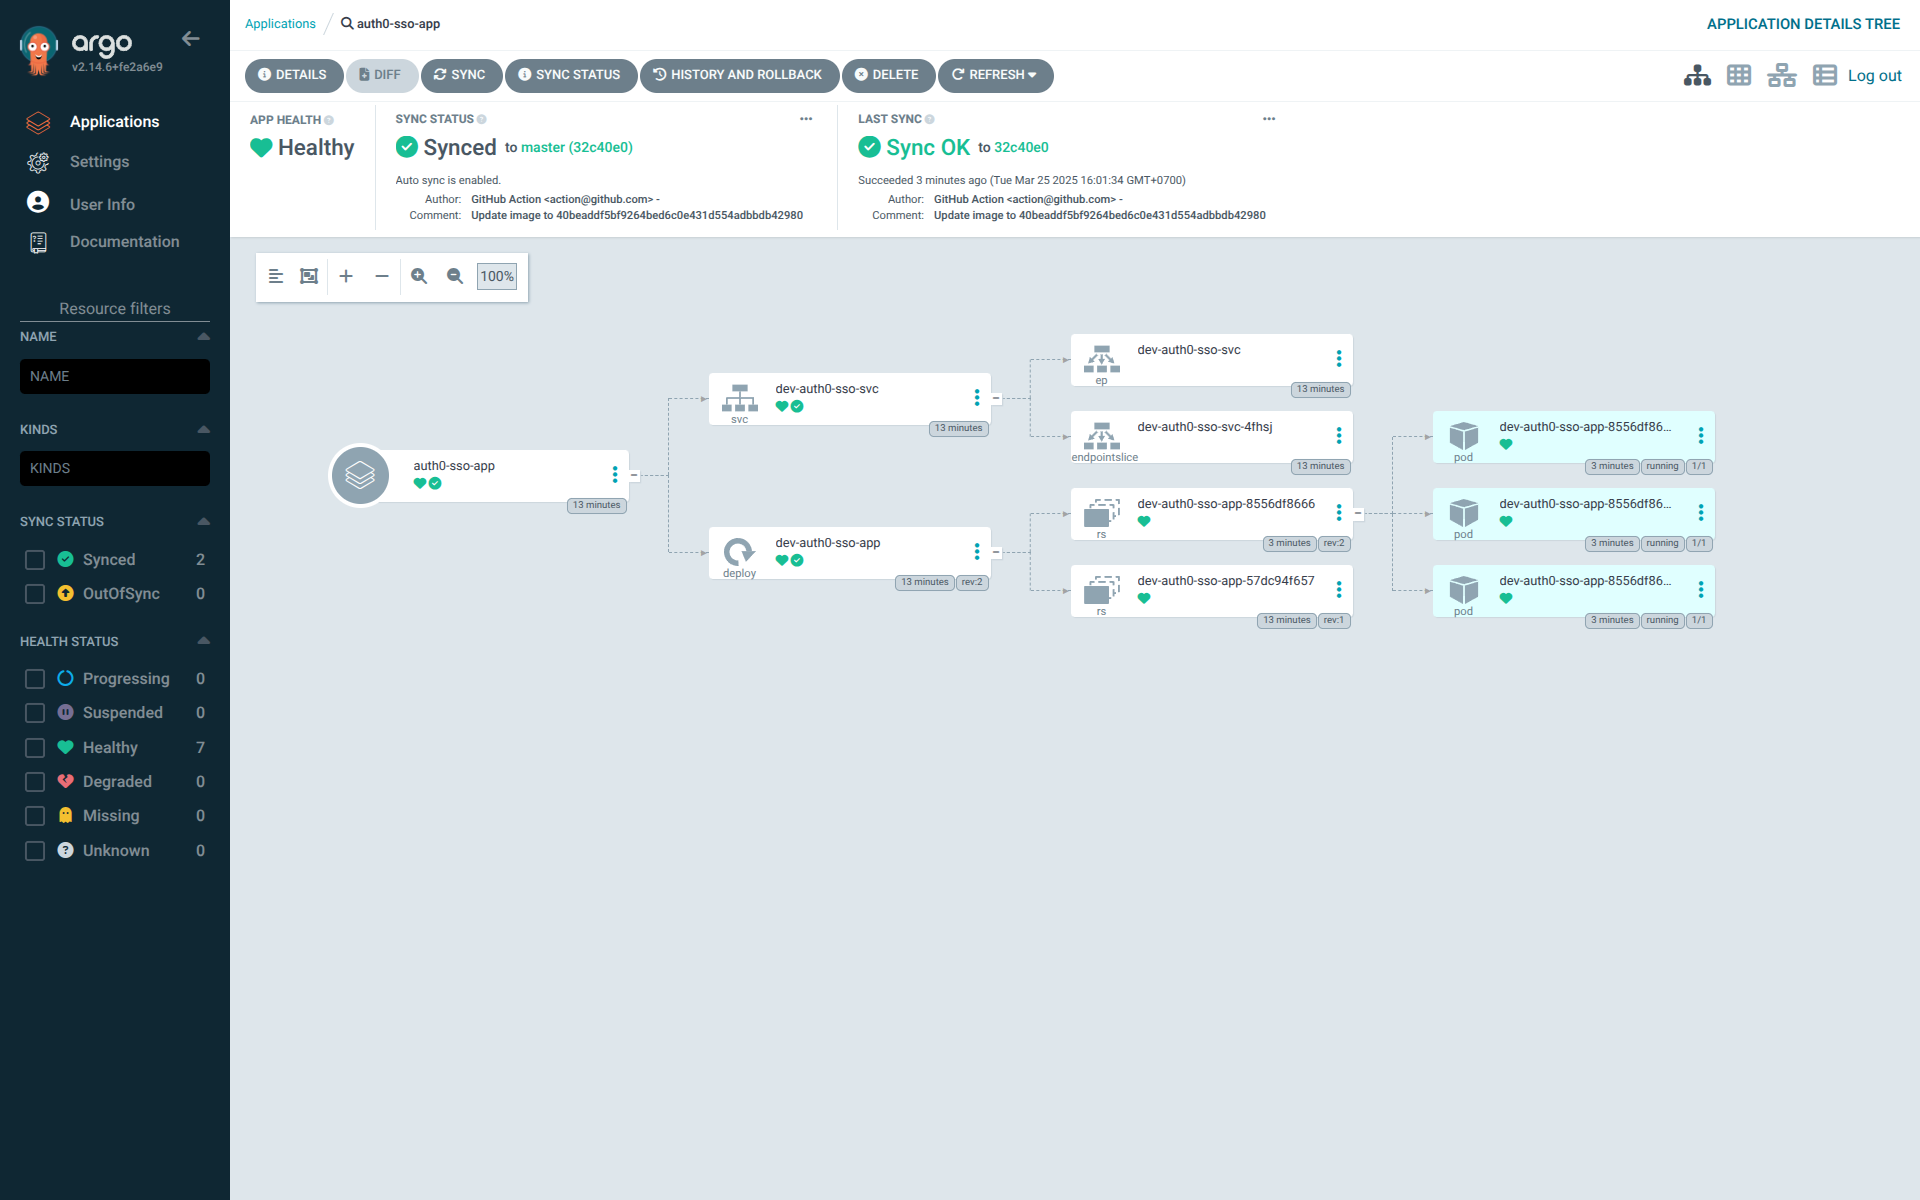 argo
v2.14.6+fe2a6e9
Applications
Settings
User Info
Documentation
Resource filters
NAME
NAME
KINDS
KINDS
SYNC STATUS
Synced 2
OutOfSync 0
HEALTH STATUS
Progressing 0
Suspended 0
Healthy 7
Degraded 0
Missing 0
Unknown 0
Applications / auth0-sso-app
APPLICATION DETAILS TREE
DETAILS DIFF SYNC SYNC STATUS HISTORY AND ROLLBACK DELETE REFRESH
Log out
APP HEALTH
Healthy
SYNC STATUS
Synced to master (32c40e0)
Auto sync is enabled.
Author: GitHub Action <action@github.com> -
Comment: Update image to 40beaddf5bf9264bed6c0e431d554adbbdb42980
LAST SYNC
Sync OK to 32c40e0
Succeeded 3 minutes ago (Tue Mar 25 2025 16:01:34 GMT+0700)
Author: GitHub Action <action@github.com> -
Comment: Update image to 40beaddf5bf9264bed6c0e431d554adbbdb42980
100%
auth0-sso-app
13 minutes
dev-auth0-sso-svc
svc
13 minutes
dev-auth0-sso-app
deploy
13 minutes rev:2
dev-auth0-sso-svc
ep
13 minutes
dev-auth0-sso-svc-4fhsj
endpointslice
13 minutes
dev-auth0-sso-app-8556df8666
rs
3 minutes rev:2
dev-auth0-sso-app-57dc94f657
rs
13 minutes rev:1
dev-auth0-sso-app-8556df86...
pod
3 minutes running 1/1
dev-auth0-sso-app-8556df86...
pod
3 minutes running 1/1
dev-auth0-sso-app-8556df86...
pod
3 minutes running 1/1